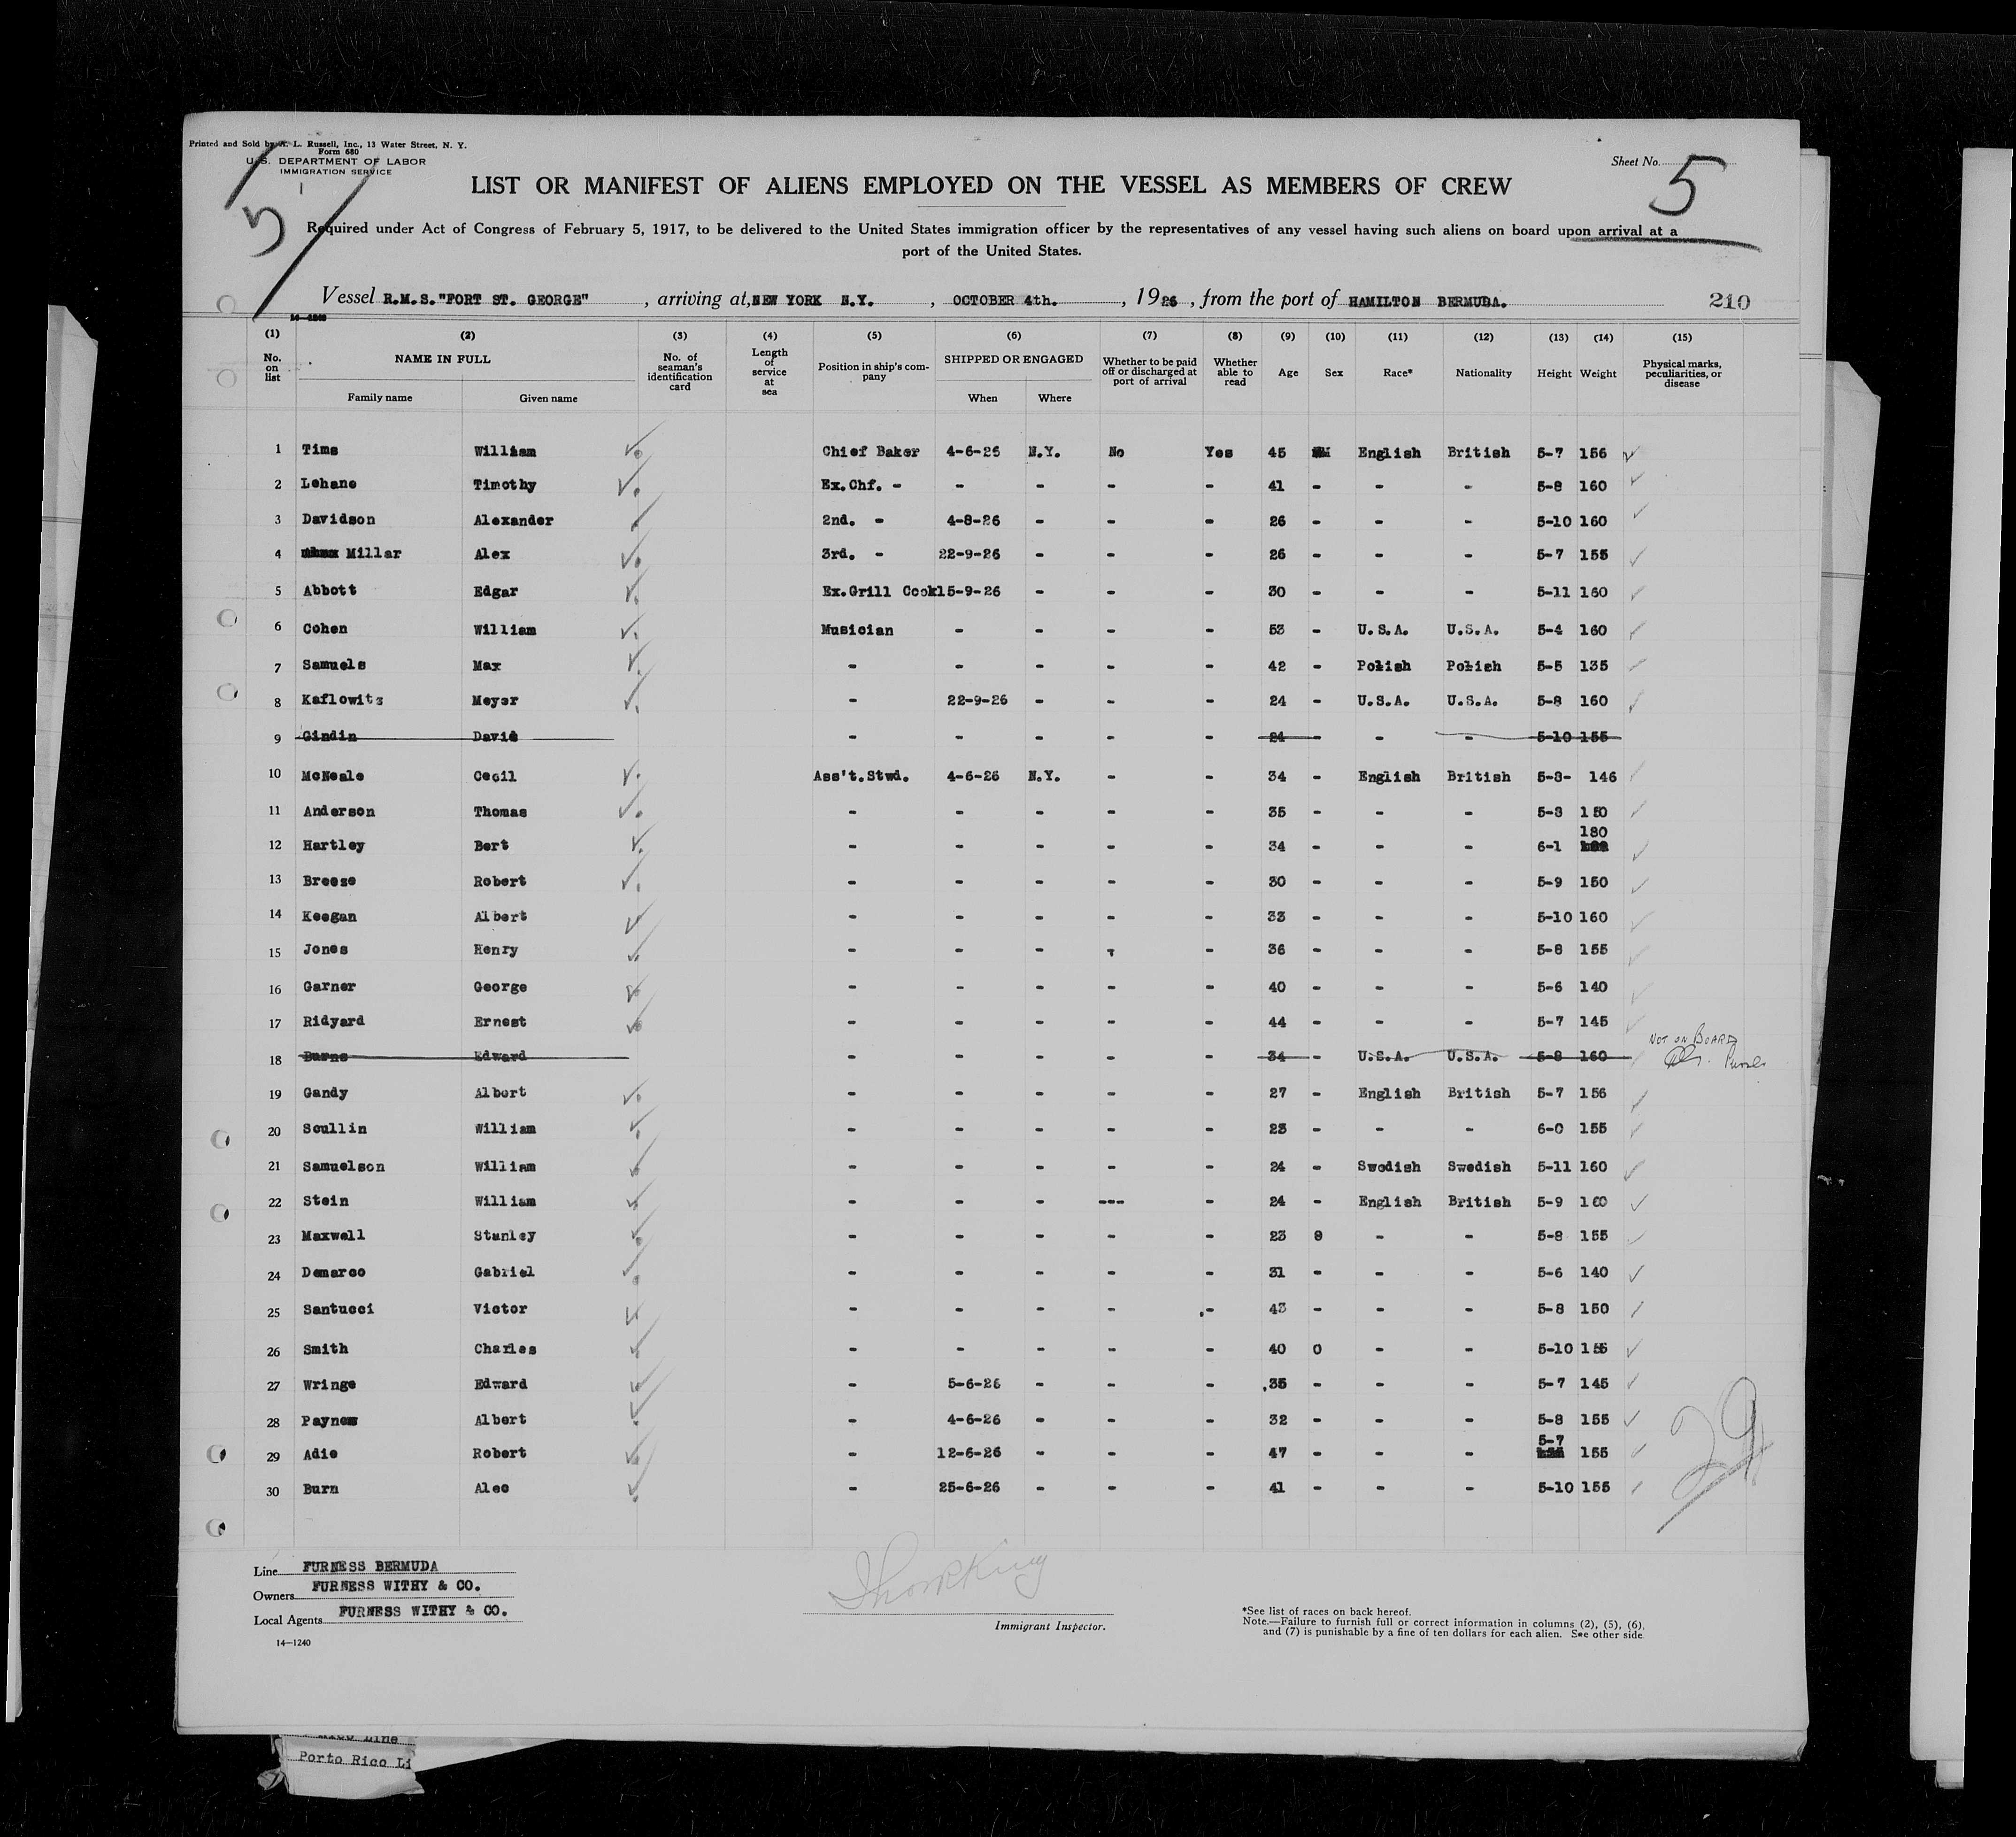 Printed and Sold by A. L. Russell, Inc., 13 Water Street, N. Y.
Form 680
U. S. DEPARTMENT OF LABOR
IMMIGRATION SERVICE
Sheet No. 5
5
LIST OR MANIFEST OF ALIENS EMPLOYED ON THE VESSEL AS MEMBERS OF CREW
Required under Act of Congress of February 5, 1917, to be delivered to the United States immigration officer by the representatives of any vessel having such aliens on board upon arrival at a
port of the United States.
Vessel R.M.S. "FORT ST. GEORGE", arriving at, NEW YORK N.Y., OCTOBER 4th., 1926, from the port of HAMILTON BERMUDA. 210
(1) (2) (3) (4) (5) (6) (7) (8) (9) (10) (11) (12) (13) (14) (15)
No. on list NAME IN FULL No. of seaman's identification card Length of service at sea Position in ship's com- pany SHIPPED OR ENGAGED Whether to be paid off or discharged at port of arrival Whether able to read Age Sex Race* Nationality Height Weight Physical marks, peculiarities, or disease
Family name Given name When Where
1 Tims William Chief Baker 4-6-26 N.Y. No Yes 45 English British 5-7 156
2 Lehane Timothy Ex.Chf. - - - - - 41 - - - 5-8 160
3 Davidson Alexander 2nd. - 4-8-26 - - - 26 - - - 5-10 160
4 Millar Alex 3rd. - 22-9-26 - - - 26 - - - 5-7 155
5 Abbott Edgar Ex.Grill Cook 15-9-26 - - - 30 - - - 5-11 160
6 Cohen William Musician - - - - 53 - U.S.A. U.S.A. 5-4 160
7 Samuels Max - - - - - 42 - Polish Polish 5-5 135
8 Kaflowitz Meyer - 22-9-26 - - - 24 - U.S.A. U.S.A. 5-8 160
9 Gindin David - - - - - 24 - - - 5-10 155
10 McNeale Cecil Ass't.Stwd. 4-6-26 N.Y. - - 34 - English British 5-8- 146
11 Anderson Thomas - - - - - 35 - - - 5-8 150
180
12 Hartley Bert - - - - - 34 - - - 6-1
13 Breese Robert - - - - - 30 - - - 5-9 150
14 Keegan Albert - - - - - 33 - - - 5-10 160
15 Jones Henry - - - - - 36 - - - 5-8 155
16 Garner George - - - - - 40 - - - 5-6 140
17 Ridyard Ernest - - - - - 44 - - - 5-7 145
NOT ON BOARD
18 Burns Edward - - - - - 34 - U.S.A. U.S.A. 5-8 160 Purser
19 Gandy Albert - - - - - 27 - English British 5-7 156
20 Scullin William - - - - - 23 - - - 6-0 155
21 Samuelson William - - - - - 24 - Swedish Swedish 5-11 160
22 Stein William - - - --- - 24 - English British 5-9 160
23 Maxwell Stanley - - - - - 23 - - 5-8 155
24 Demarco Gabriel - - - - - 31 - - - 5-6 140
25 Santucci Victor - - - - - 43 - - - 5-8 150
26 Smith Charles - - - - - 40 0 - - 5-10 155
27 Wringe Edward - 5-6-26 - - - 35 - - - 5-7 145
28 Paynes Albert - 4-6-26 - - - 32 - - - 5-8 155
5-7
29 Adie Robert - 12-6-26 - - - 47 - - - 155
30 Burn Alec - 25-6-26 - - - 41 - - - 5-10 155
29
Line FURNESS BERMUDA
Owners FURNESS WITHY & CO.
Local Agents FURNESS WITHY & CO.
14—1240
Immigrant Inspector.
*See list of races on back hereof.
Note.—Failure to furnish full or correct information in columns (2), (5), (6), and (7) is punishable by a fine of ten dollars for each alien. See other side.
Porto Rico Li